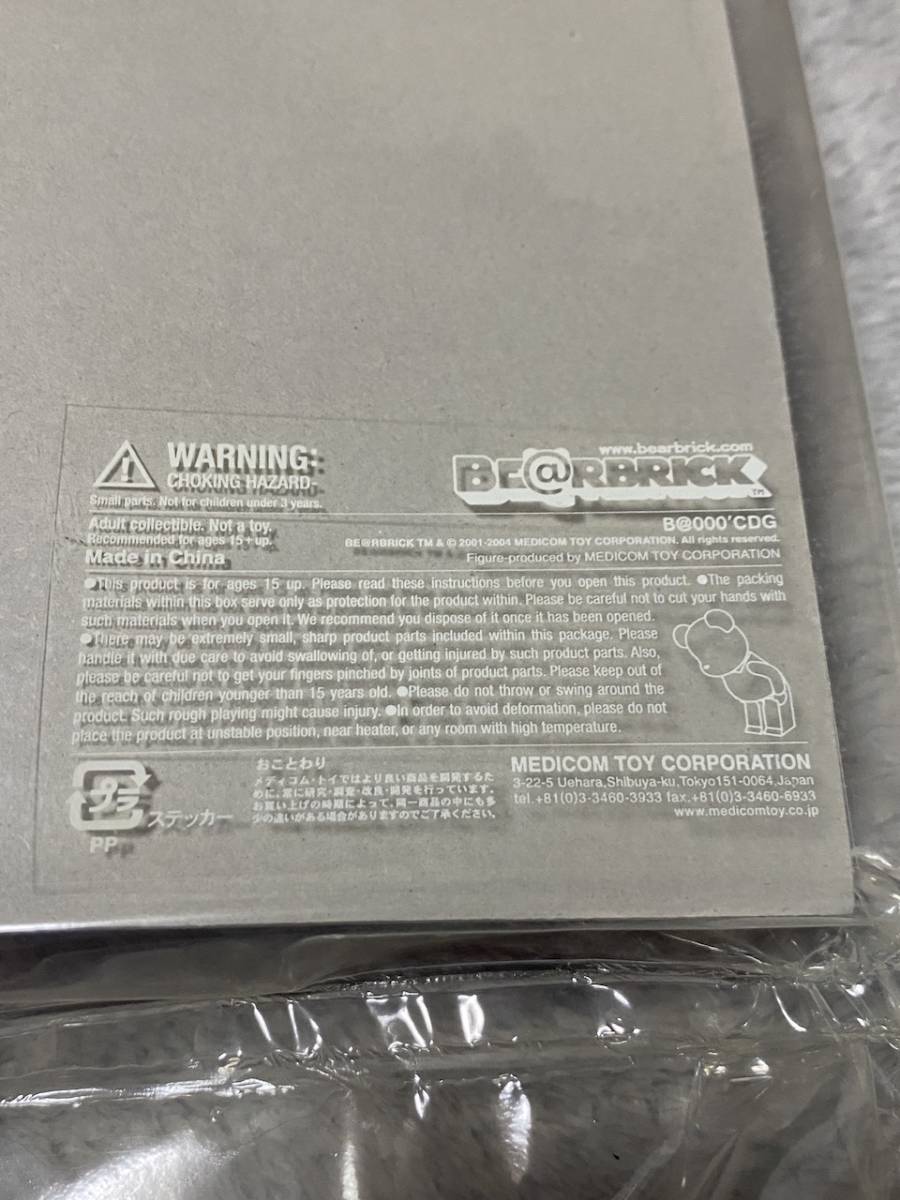 WARNING:
CHOKING HAZARD-
Small parts. Not for children under 3 years.
www.bearbrick.com
BE@RBRICK TM
Adult collectible. Not a toy.
Recommended for ages 15+up.
Made in China
B@000'CDG
BE@RBRICK TM & © 2001-2004 MEDICOM TOY CORPORATION. All rights reserved.
Figure-produced by MEDICOM TOY CORPORATION
●This product is for ages 15 up. Please read these instructions before you open this product. ●The packing
materials within this box serve only as protection for the product within. Please be careful not to cut your hands with
such materials when you open it. We recommend you dispose of it once it has been opened.
●There may be extremely small, sharp product parts included within this package. Please
handle it with due care to avoid swallowing of, or getting injured by such product parts. Also,
please be careful not to get your fingers pinched by joints of product parts. Please keep out of
the reach of children younger than 15 years old. ●Please do not throw or swing around the
product. Such rough playing might cause injury. ●In order to avoid deformation, please do not
place the product at unstable position, near heater, or any room with high temperature.
プラ
ステッカー
PP
おことわり
メディコム・トイではより良い商品を開発するた
めに、常に研究・調査・改良・開発を行っています。
お買い上げの時期によって、同一商品の中にも多
少の違いがある場合がありますのでご了承ください。
MEDICOM TOY CORPORATION
3-22-5 Uehara,Shibuya-ku,Tokyo151-0064,Japan
tel.+81(0)3-3460-3933 fax.+81(0)3-3460-6933
www.medicomtoy.co.jp